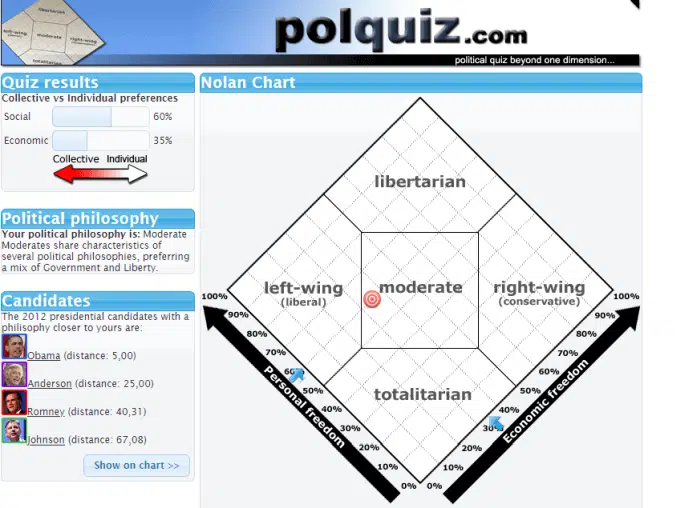 left-wing
(liberal)
moderate
right-wing
(conservative)
totalitarian
polquiz.com
political quiz beyond one dimension...
Quiz results
Collective vs Individual preferences
Social 60%
Economic 35%
Collective Individual
Political philosophy
Your political philosophy is: Moderate
Moderates share characteristics of
several political philosophies, preferring
a mix of Government and Liberty.
Candidates
The 2012 presidential candidates with a
philisophy closer to yours are:
Obama (distance: 5,00)
Anderson (distance: 25,00)
Romney (distance: 40,31)
Johnson (distance: 67,08)
Show on chart >>
Nolan Chart
libertarian
left-wing
(liberal)
moderate
right-wing
(conservative)
totalitarian
100%
90%
80%
70%
60%
50%
40%
30%
20%
10%
0%
Personal freedom
100%
90%
80%
70%
60%
50%
40%
30%
20%
10%
0%
Economic freedom